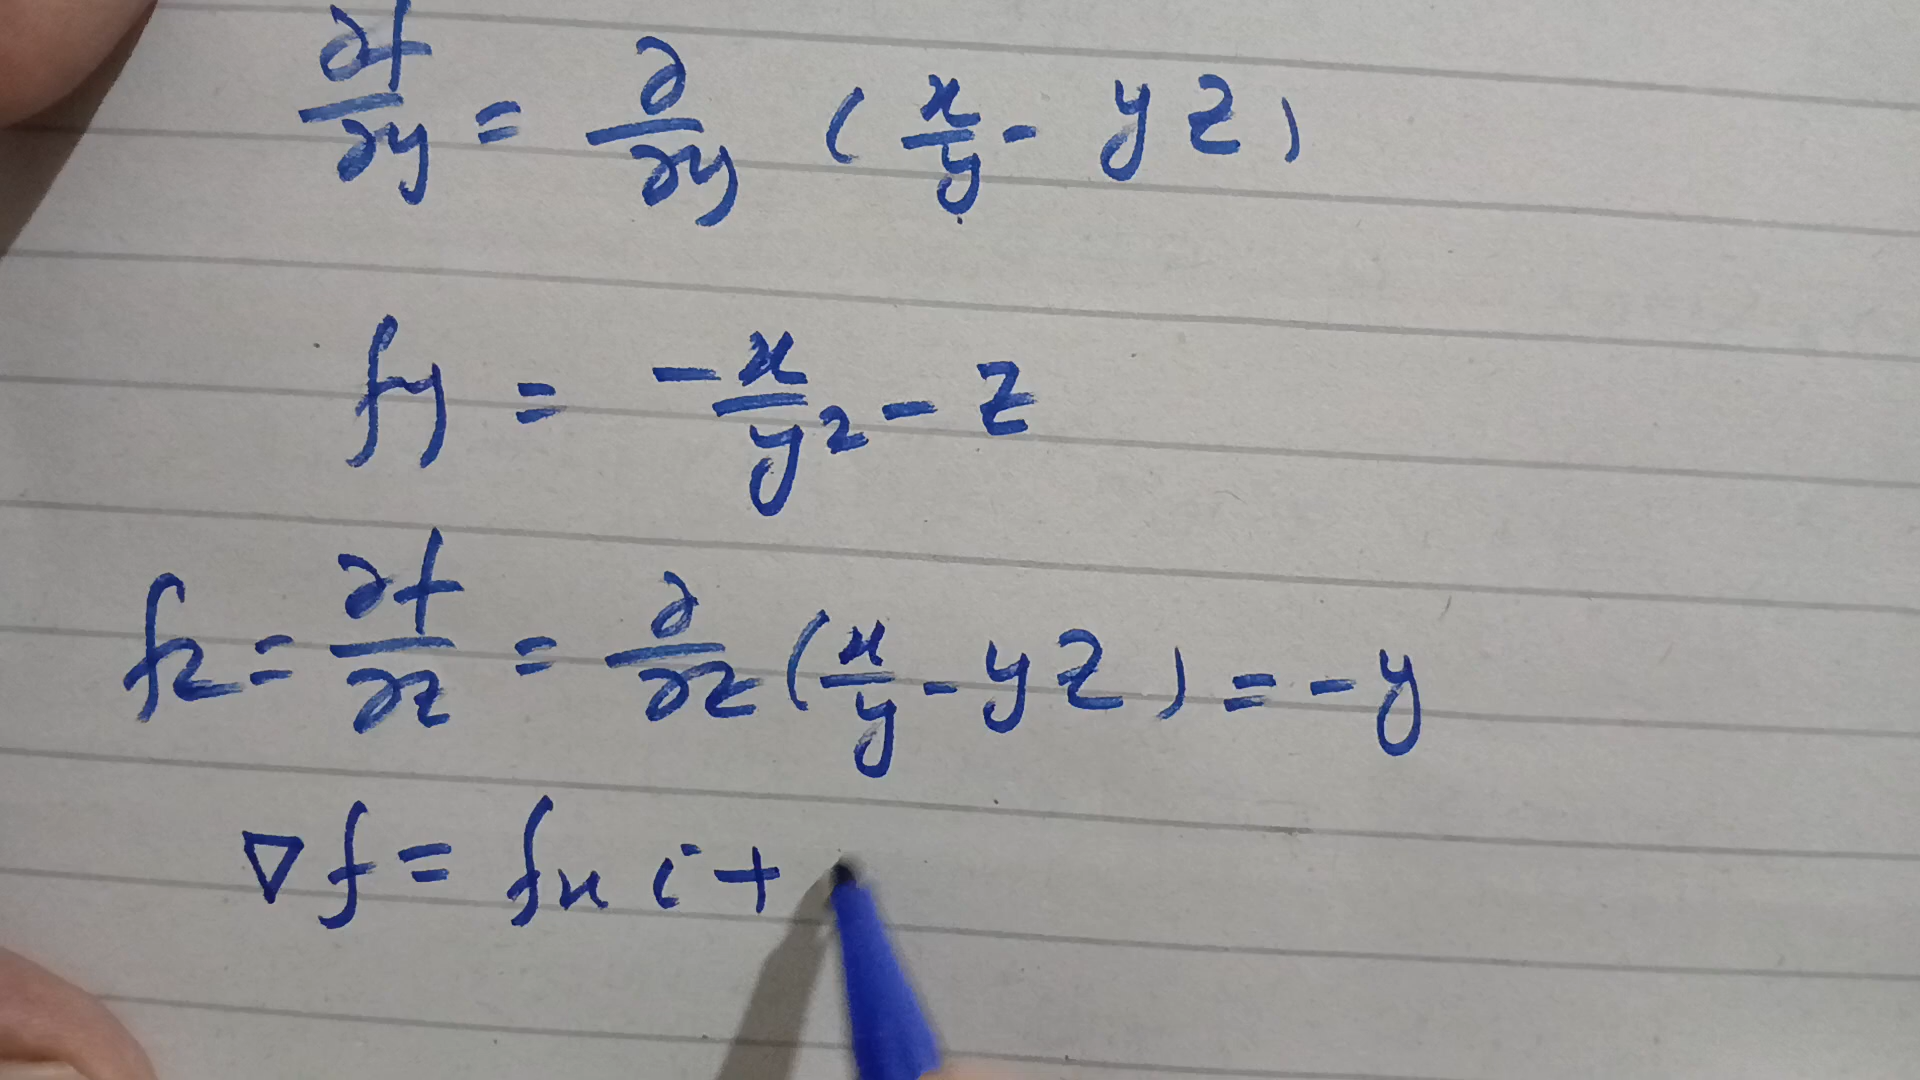 ∂f/∂y = ∂/∂y (x/y - yz)
fy = -x/y² - z
fz = ∂f/∂z = ∂/∂z (x/y - yz) = -y
∇f = fx i +